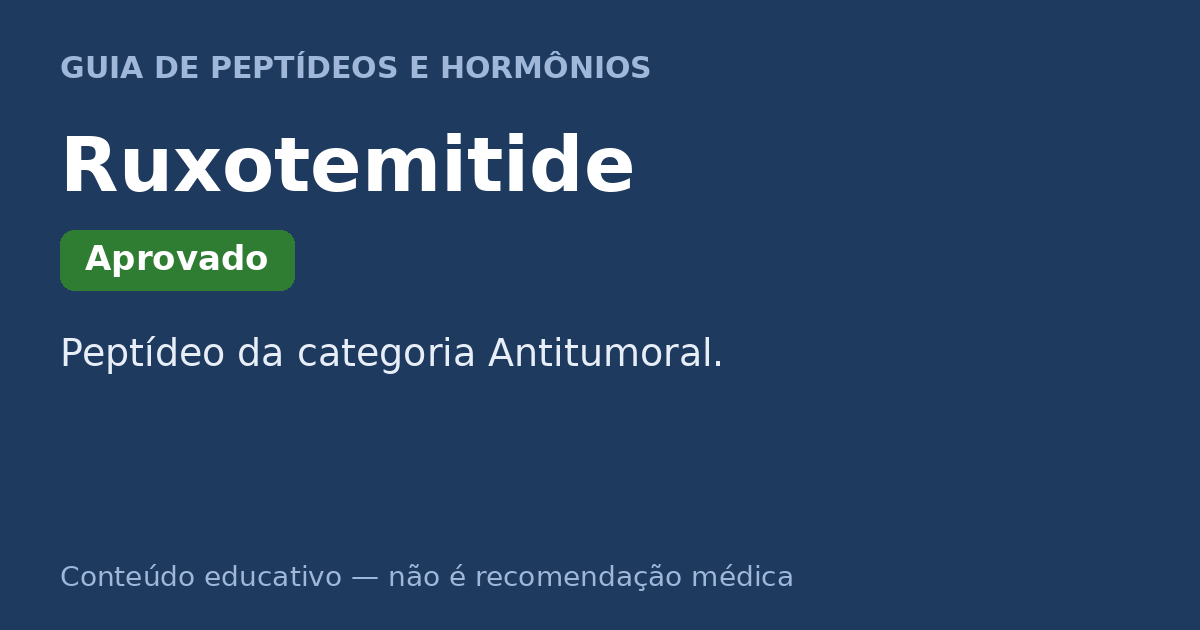 GUIA DE PEPTÍDEOS E HORMÔNIOS
Ruxotemitide
Aprovado
Peptídeo da categoria Antitumoral.
Conteúdo educativo — não é recomendação médica